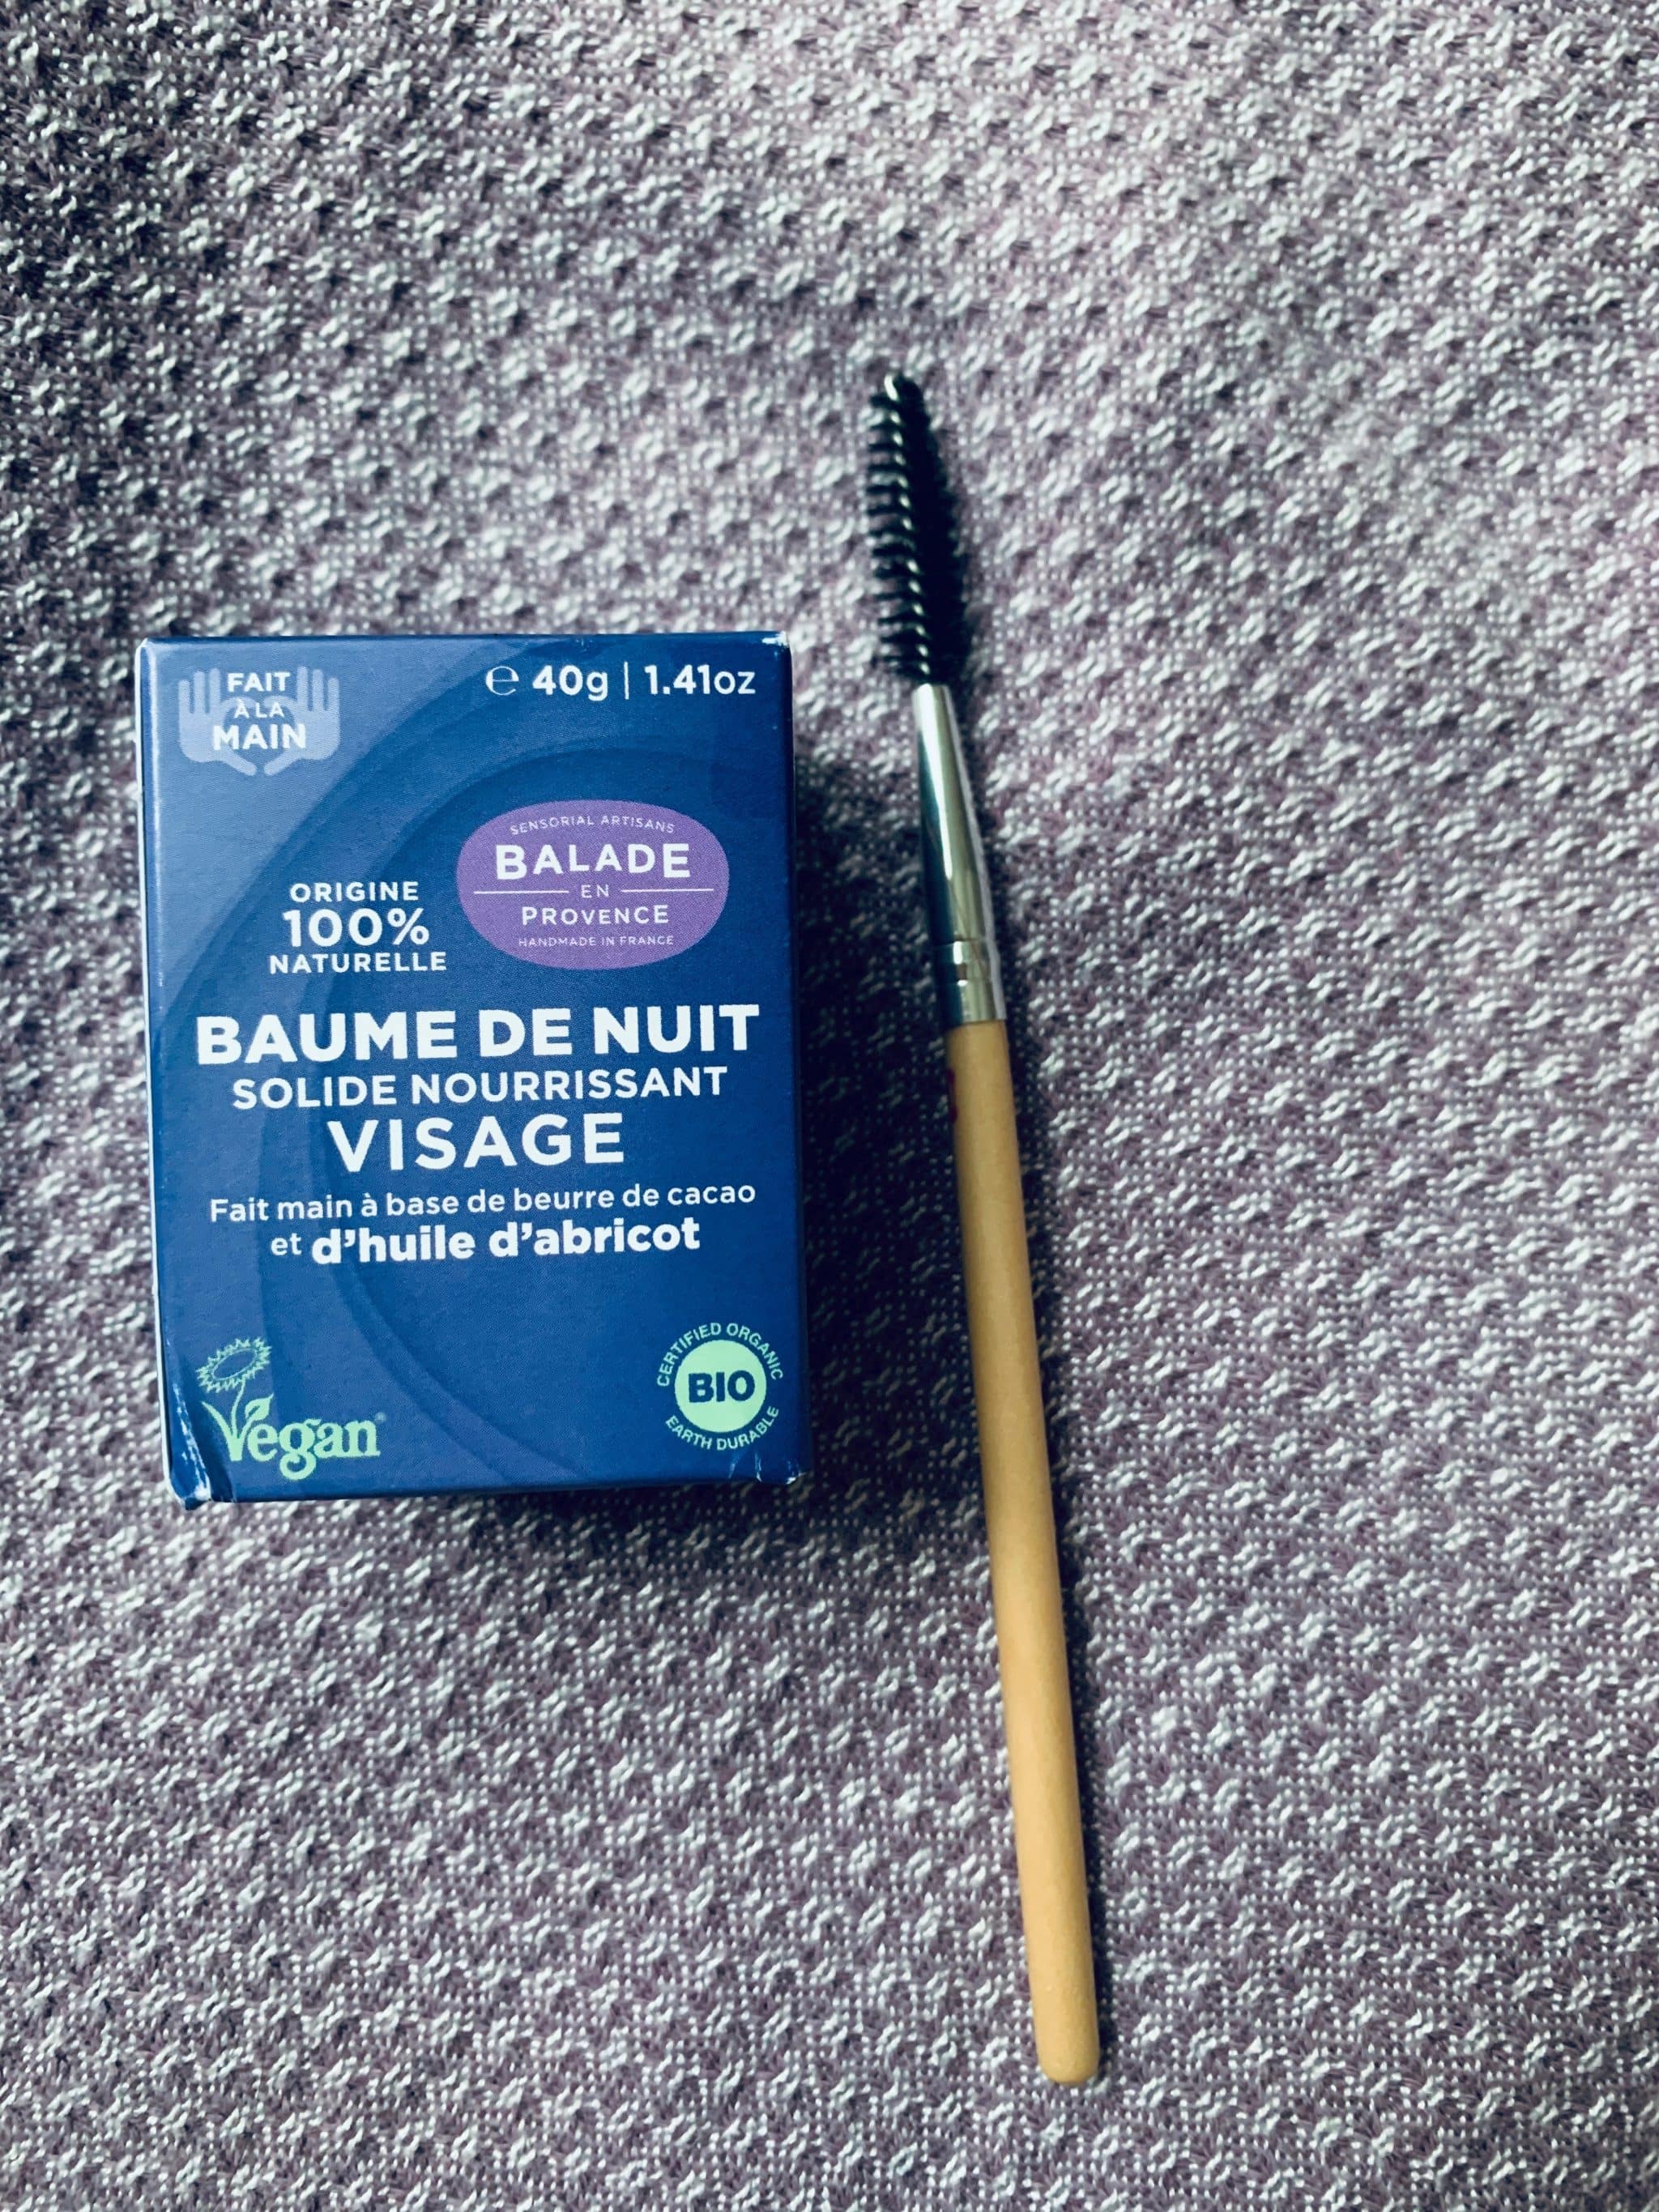 FAIT
À LA
MAIN
℮ 40g | 1.41oz
SENSORIAL ARTISANS
BALADE
EN
PROVENCE
HANDMADE IN FRANCE
ORIGINE
100%
NATURELLE
BAUME DE NUIT
SOLIDE NOURRISSANT
VISAGE
Fait main à base de beurre de cacao
et d'huile d'abricot
Vegan
CERTIFIED ORGANIC
BIO
EARTH DURABLE